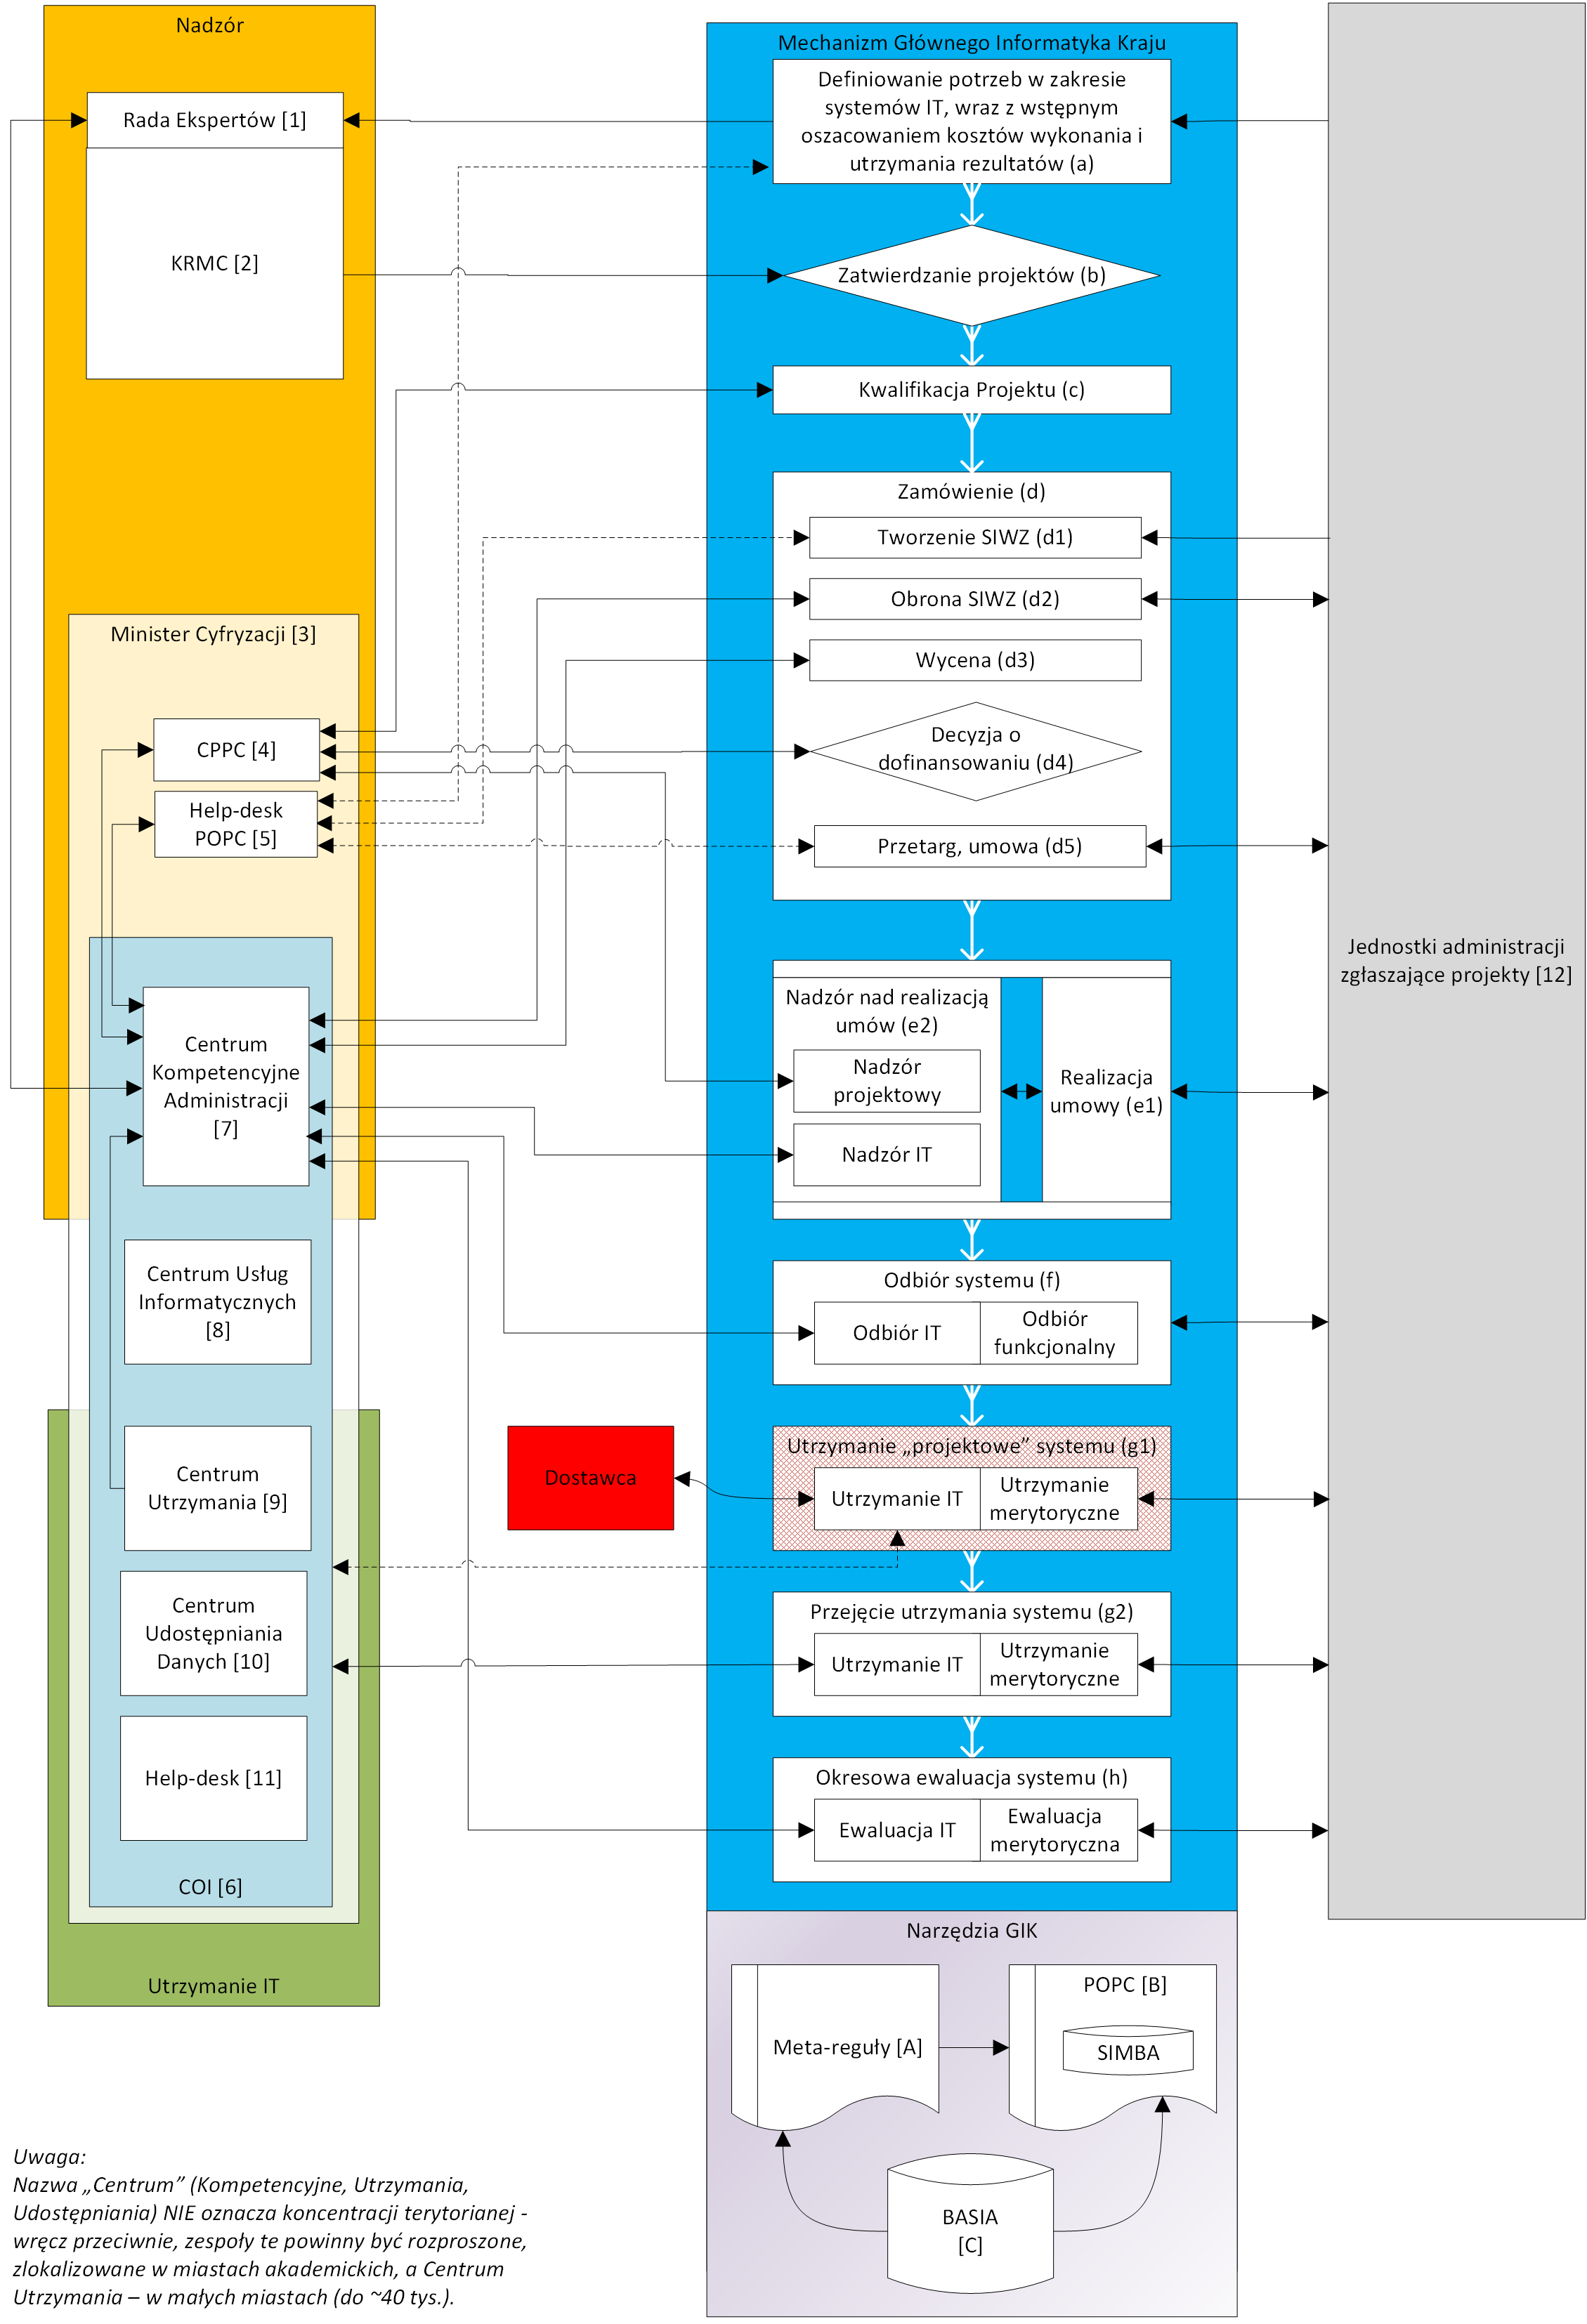 Nadzór
Rada Ekspertów [1]
KRMC [2]
Minister Cyfryzacji [3]
CPPC [4]
Help-desk
POPC [5]
Centrum
Kompetencyjne
Administracji
[7]
Centrum Usług
Informatycznych
[8]
Centrum
Utrzymania [9]
Centrum
Udostępniania
Danych [10]
Help-desk [11]
COI [6]
Utrzymanie IT
Dostawca
Mechanizm Głównego Informatyka Kraju
Definiowanie potrzeb w zakresie
systemów IT, wraz z wstępnym
oszacowaniem kosztów wykonania i
utrzymania rezultatów (a)
Zatwierdzanie projektów (b)
Kwalifikacja Projektu (c)
Zamówienie (d)
Tworzenie SIWZ (d1)
Obrona SIWZ (d2)
Wycena (d3)
Decyzja o
dofinansowaniu (d4)
Przetarg, umowa (d5)
Nadzór nad realizacją
umów (e2)
Nadzór
projektowy
Nadzór IT
Realizacja
umowy (e1)
Odbiór systemu (f)
Odbiór IT
Odbiór
funkcjonalny
Utrzymanie „projektowe” systemu (g1)
Utrzymanie IT
Utrzymanie
merytoryczne
Przejęcie utrzymania systemu (g2)
Utrzymanie IT
Utrzymanie
merytoryczne
Okresowa ewaluacja systemu (h)
Ewaluacja IT
Ewaluacja
merytoryczna
Narzędzia GIK
Meta-reguły [A]
POPC [B]
SIMBA
BASIA
[C]
Jednostki administracji
zgłaszające projekty [12]
Uwaga:
Nazwa „Centrum” (Kompetencyjne, Utrzymania,
Udostępniania) NIE oznacza koncentracji terytorianej -
wręcz przeciwnie, zespoły te powinny być rozproszone,
zlokalizowane w miastach akademickich, a Centrum
Utrzymania – w małych miastach (do ~40 tys.).